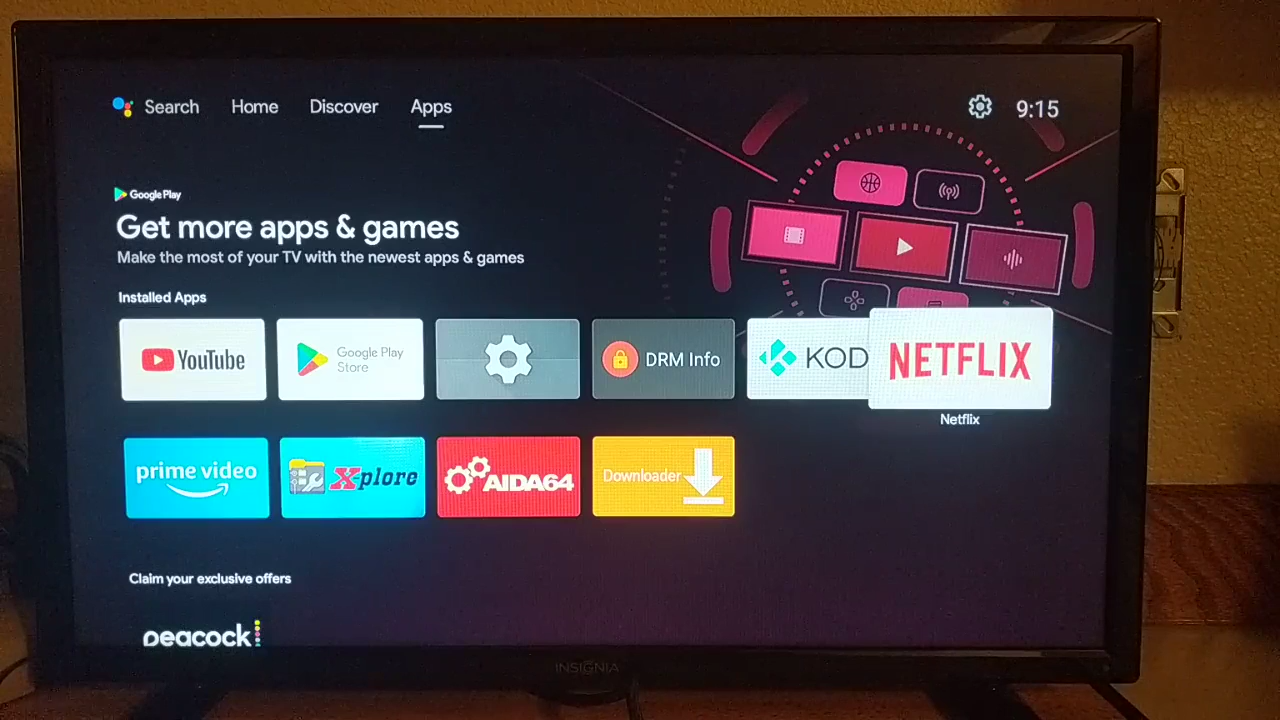 Search Home Discover Apps 9:15
Google Play
Get more apps & games
Make the most of your TV with the newest apps & games
Installed Apps
YouTube
Google Play
Store
DRM Info
KOD
NETFLIX
Netflix
prime video
X-plore
AIDA64
Downloader
Claim your exclusive offers
peacock
INSIGNIA